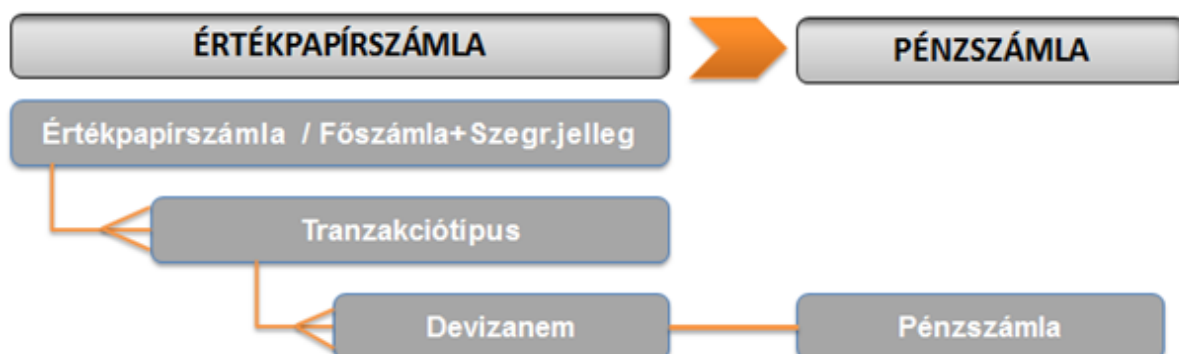 ÉRTÉKPAPÍRSZÁMLA
PÉNZSZÁMLA
Értékpapírszámla / Főszámla+Szegr.jelleg
Tranzakciótípus
Devizanem
Pénzszámla